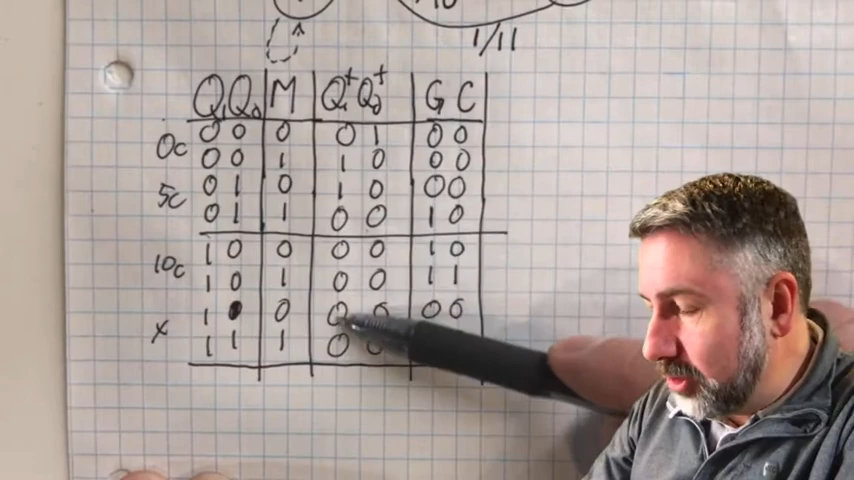 1/11
Q₁ Q₀ M Q₁⁺ Q₀⁺ G C
0c 0 0 0 0 1 0 0
0 0 1 1 0 0 0
5c 0 1 0 1 0 0 0
0 1 1 0 0 1 0
10c 1 0 0 0 0 1 0
1 0 1 0 0 1 1
1 0 0 0 0 0
x 1 1 1 0 0